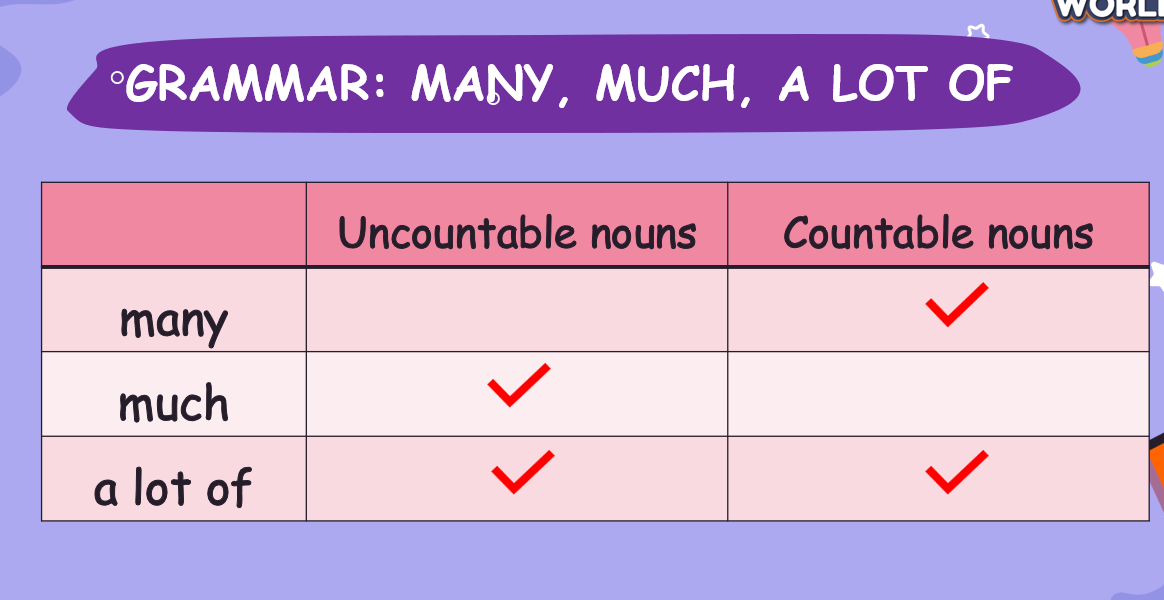 GRAMMAR: MANY, MUCH, A LOT OF
Uncountable nouns Countable nouns
many
much
a lot of